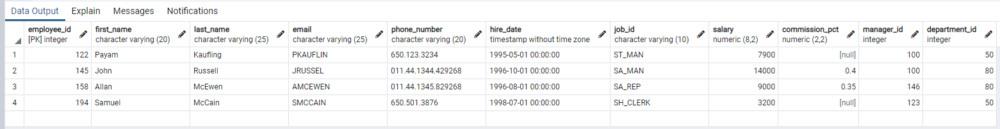 Data Output Explain Messages Notifications
employee_id first_name last_name email phone_number hire_date job_id salary commission_pct manager_id department_id
[PK] integer character varying (20) character varying (25) character varying (25) character varying (20) timestamp without time zone character varying (10) numeric (8,2) numeric (2,2) integer integer
1 122 Payam Kaufling PKAUFLIN 650.123.3234 1995-05-01 00:00:00 ST_MAN 7900 [null] 100 50
2 145 John Russell JRUSSEL 011.44.1344.429268 1996-10-01 00:00:00 SA_MAN 14000 0.4 100 80
3 158 Allan McEwen AMCEWEN 011.44.1345.829268 1996-08-01 00:00:00 SA_REP 9000 0.35 146 80
4 194 Samuel McCain SMCCAIN 650.501.3876 1998-07-01 00:00:00 SH_CLERK 3200 [null] 123 50